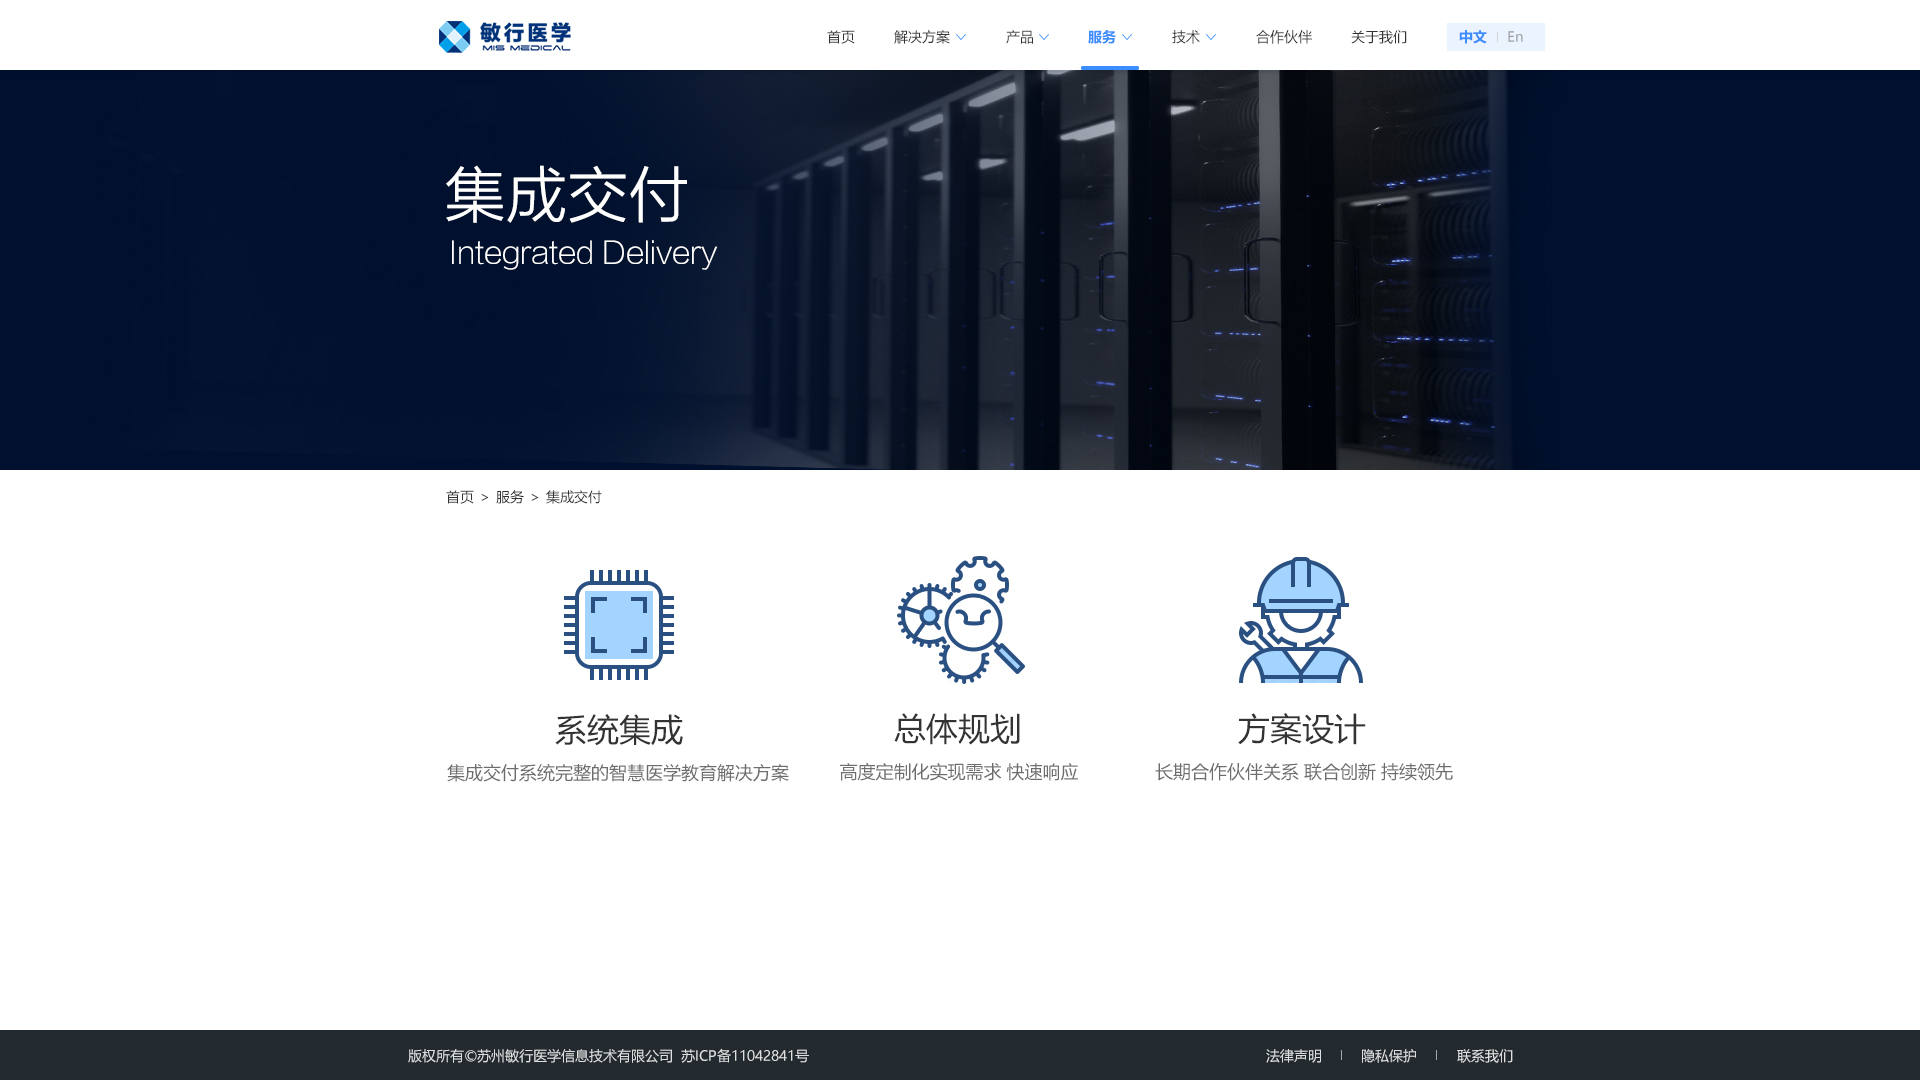 敏行医学
MIS MEDICAL
首页 解决方案 产品 服务 技术 合作伙伴 关于我们 中文 | En
集成交付
Integrated Delivery
首页 > 服务 > 集成交付
系统集成
集成交付系统完整的智慧医学教育解决方案
总体规划
高度定制化实现需求 快速响应
方案设计
长期合作伙伴关系 联合创新 持续领先
版权所有©苏州敏行医学信息技术有限公司 苏ICP备11042841号
法律声明 | 隐私保护 | 联系我们